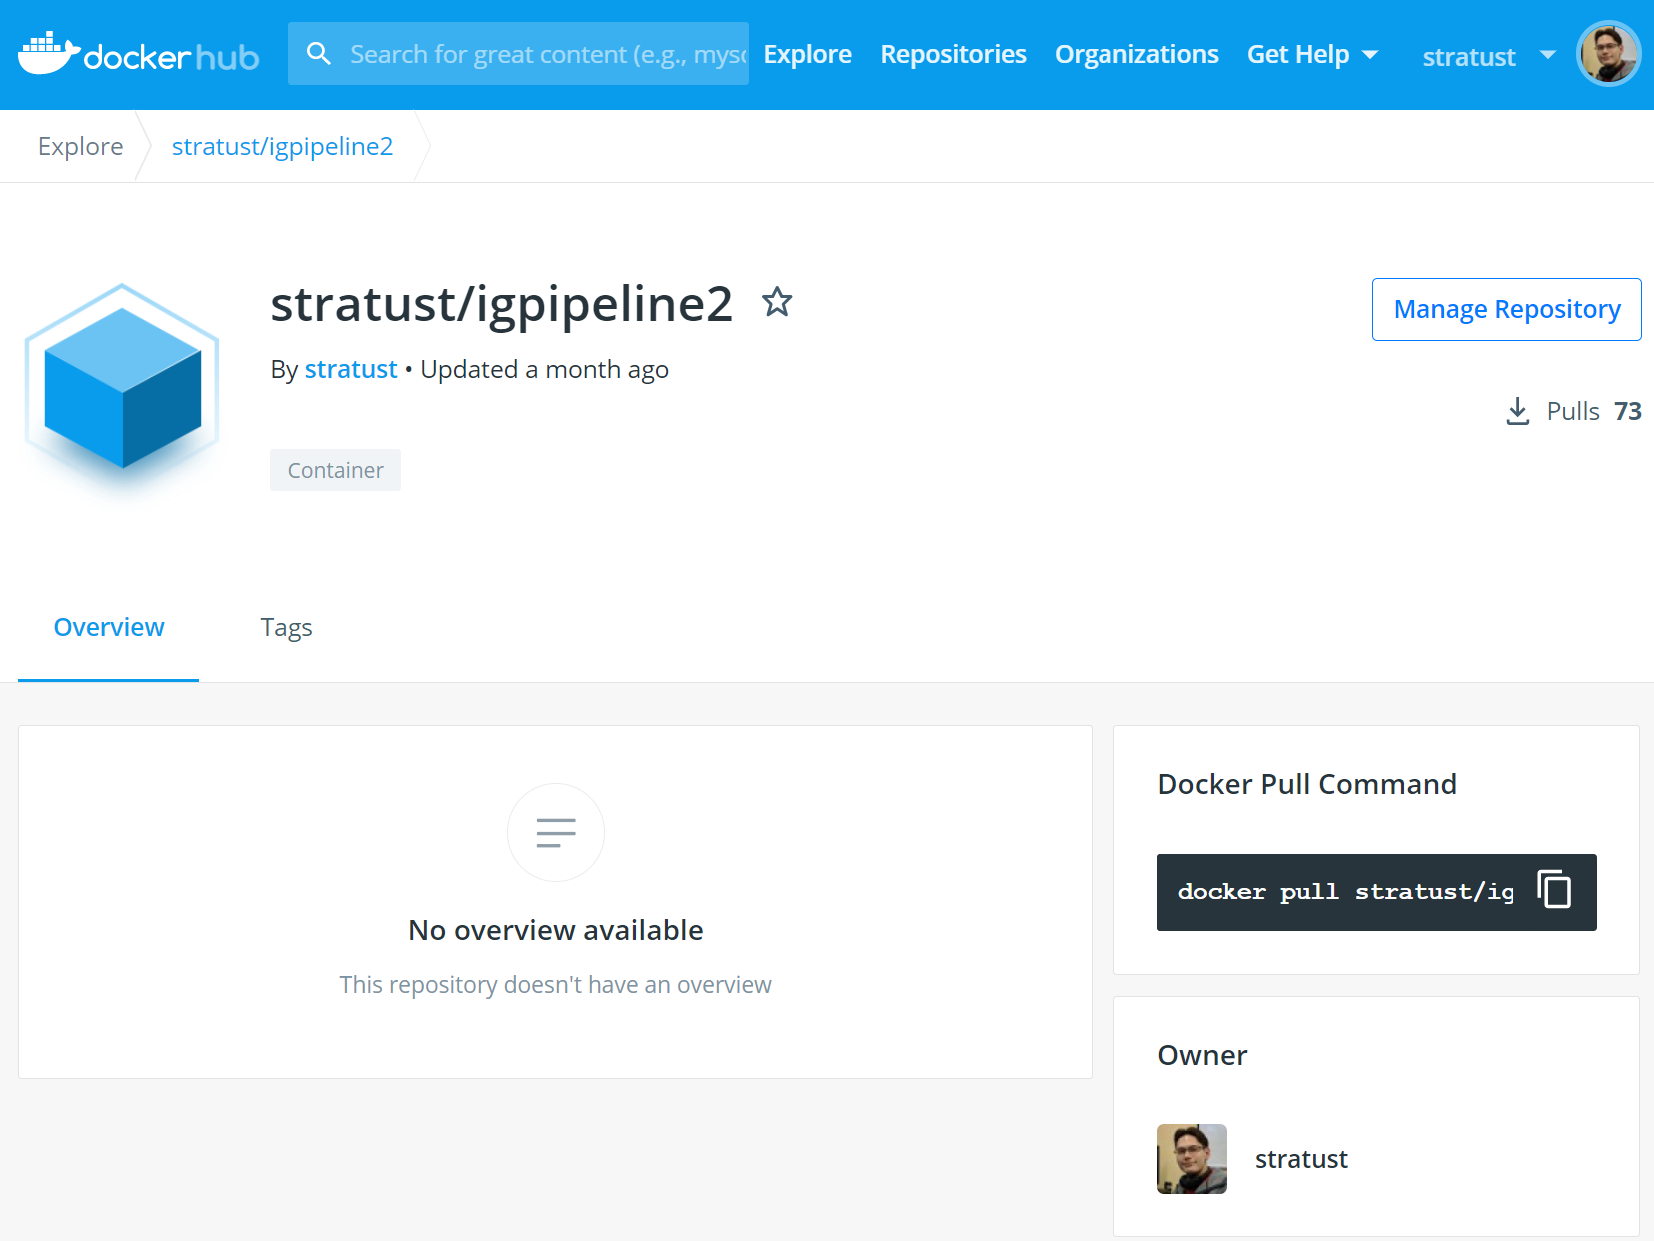 docker hub
Search for great content (e.g., mysq
Explore
Repositories
Organizations
Get Help
stratust
Explore
stratust/igpipeline2
stratust/igpipeline2
Manage Repository
By stratust • Updated a month ago
Pulls 73
Container
Overview
Tags
No overview available
This repository doesn't have an overview
Docker Pull Command
docker pull stratust/ig
Owner
stratust